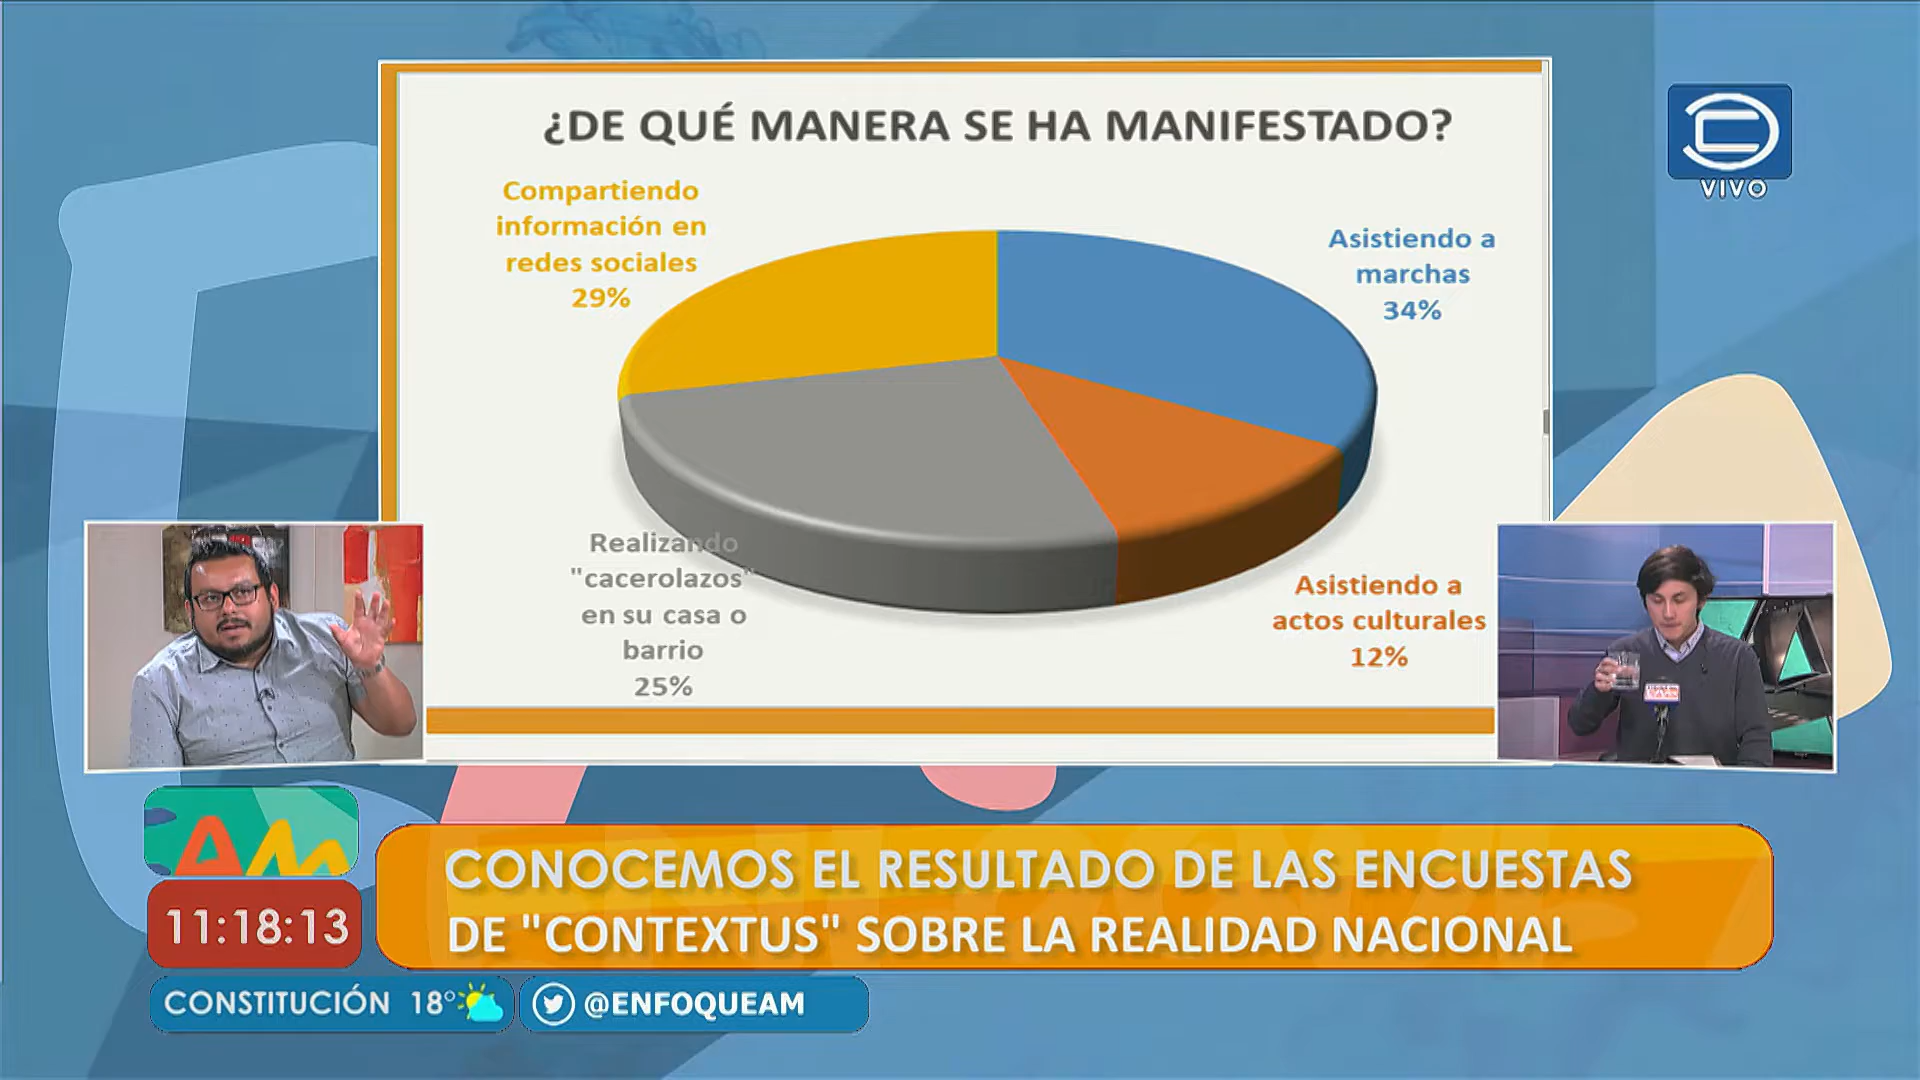 ¿DE QUÉ MANERA SE HA MANIFESTADO?
Compartiendo
información en
redes sociales
29%
Asistiendo a
marchas
34%
Realizando
"cacerolazos"
en su casa o
barrio
25%
Asistiendo a
actos culturales
12%
VIVO
AM
11:18:13
CONOCEMOS EL RESULTADO DE LAS ENCUESTAS
DE "CONTEXTUS" SOBRE LA REALIDAD NACIONAL
CONSTITUCIÓN 18°
@ENFOQUEAM